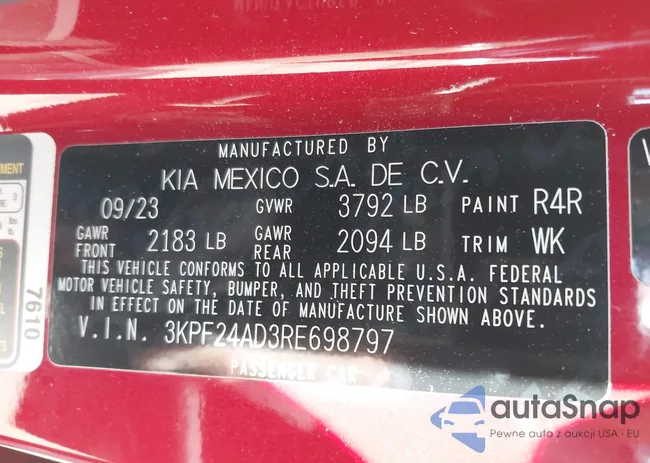 MANUFACTURED BY
KIA MEXICO S.A. DE C.V.
09/23 GVWR 3792 LB PAINT R4R
GAWR FRONT 2183 LB GAWR REAR 2094 LB TRIM WK
THIS VEHICLE CONFORMS TO ALL APPLICABLE U.S.A. FEDERAL
MOTOR VEHICLE SAFETY, BUMPER, AND THEFT PREVENTION STANDARDS
IN EFFECT ON THE DATE OF MANUFACTURE SHOWN ABOVE.
V.I.N. 3KPF24AD3RE698797
PASSENGER CAR
7610
autaSnap
Pewne auta z aukcji USA i EU